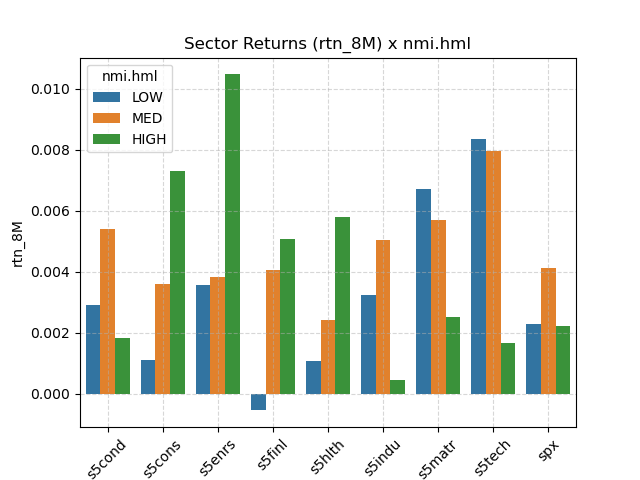 Sector Returns (rtn_8M) x nmi.hml
nmi.hml
LOW
MED
HIGH
rtn_8M
0.010
0.008
0.006
0.004
0.002
0.000
s5cond
s5cons
s5enrs
s5finl
s5hlth
s5indu
s5matr
s5tech
spx